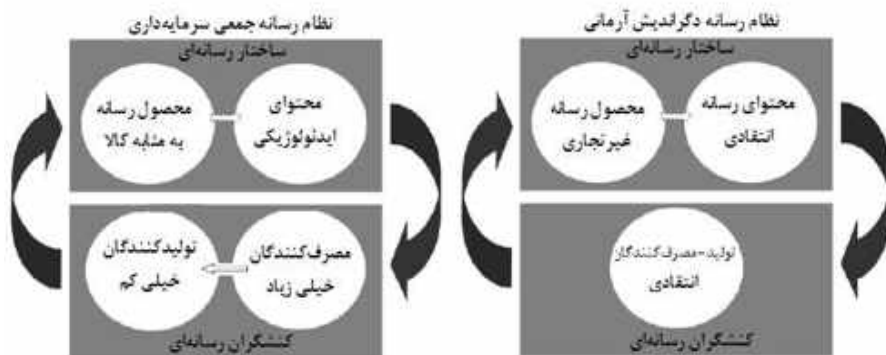 نظام رسانه دگراندیش آرمانی
ساختار رسانه‌ای
محتوای رسانه
انتقادی
محصول رسانه
غیرتجاری
تولید-مصرف‌کنندگان
انتقادی
کنشگران رسانه‌ای
نظام رسانه جمعی سرمایه‌داری
ساختار رسانه‌ای
محتوای
ایدئولوژیکی
محصول رسانه
به مثابه کالا
مصرف‌کنندگان
خیلی زیاد
تولیدکنندگان
خیلی کم
کنشگران رسانه‌ای